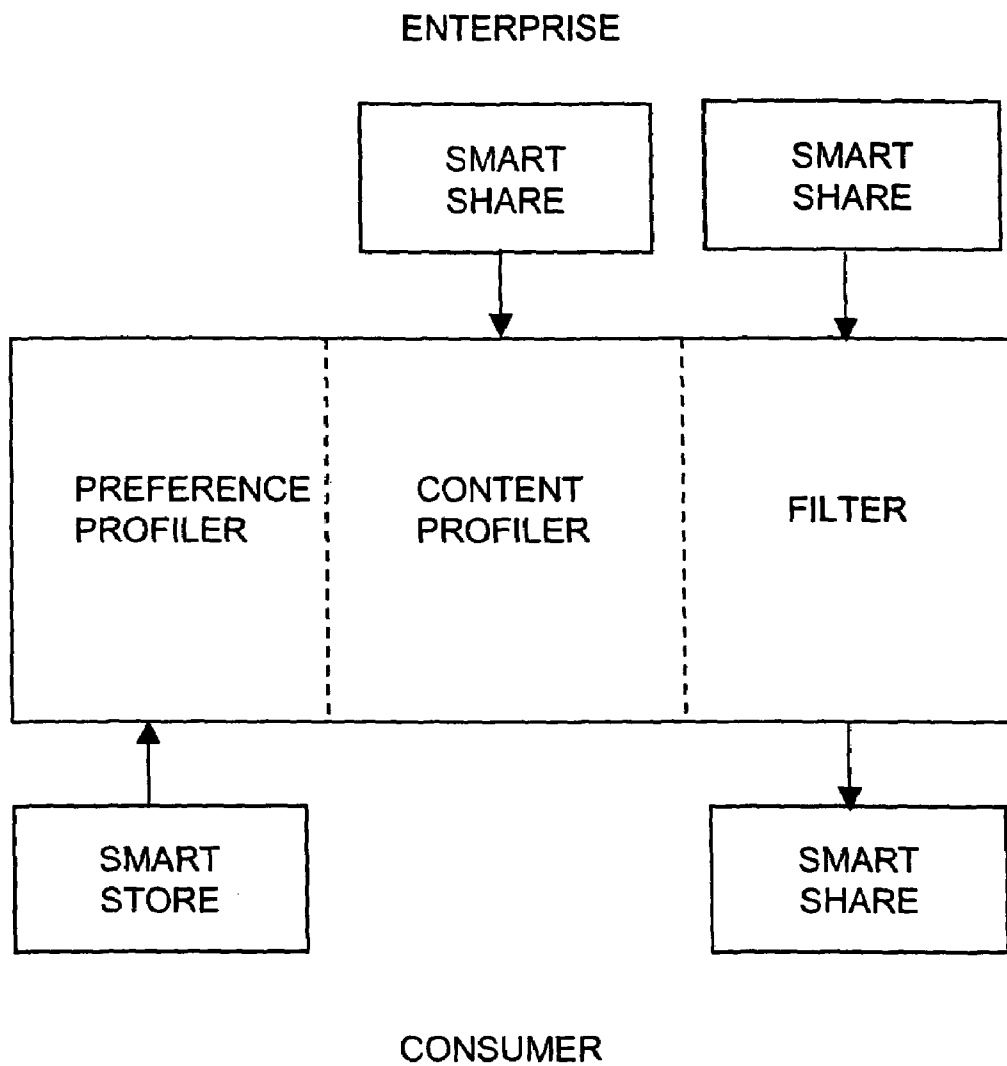 ENTERPRISE
SMART
SHARE
SMART
SHARE
PREFERENCE
PROFILER
CONTENT
PROFILER
FILTER
SMART
STORE
SMART
SHARE
CONSUMER